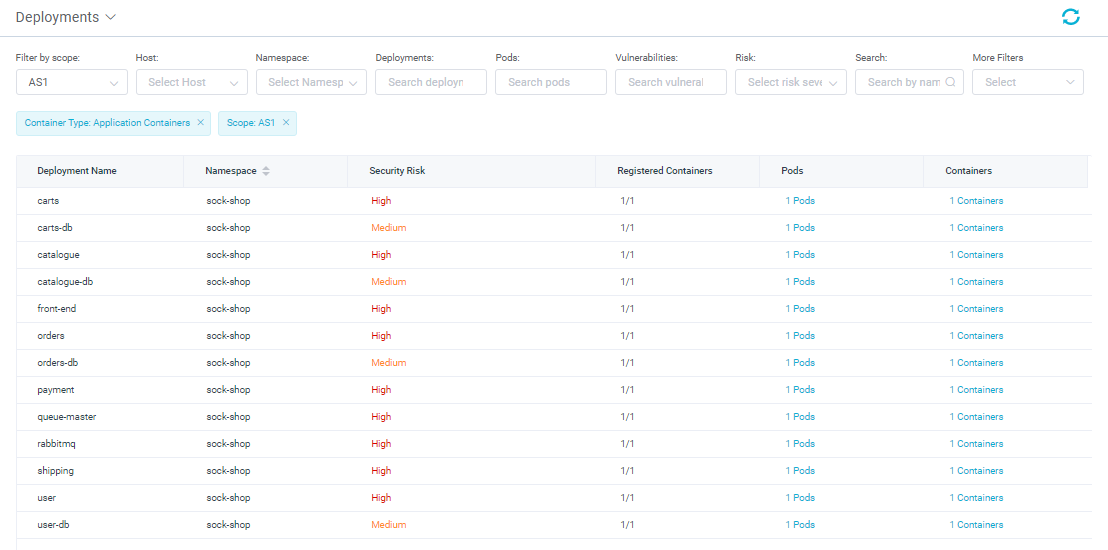 Deployments
Filter by scope: Host: Namespace: Deployments: Pods: Vulnerabilities: Risk: Search: More Filters
AS1 Select Host Select Namesp Search deploym Search pods Search vulneral Select risk seve Search by nam Select
Container Type: Application Containers × Scope: AS1 ×
Deployment Name Namespace Security Risk Registered Containers Pods Containers
carts sock-shop High 1/1 1 Pods 1 Containers
carts-db sock-shop Medium 1/1 1 Pods 1 Containers
catalogue sock-shop High 1/1 1 Pods 1 Containers
catalogue-db sock-shop Medium 1/1 1 Pods 1 Containers
front-end sock-shop High 1/1 1 Pods 1 Containers
orders sock-shop High 1/1 1 Pods 1 Containers
orders-db sock-shop Medium 1/1 1 Pods 1 Containers
payment sock-shop High 1/1 1 Pods 1 Containers
queue-master sock-shop High 1/1 1 Pods 1 Containers
rabbitmq sock-shop High 1/1 1 Pods 1 Containers
shipping sock-shop High 1/1 1 Pods 1 Containers
user sock-shop High 1/1 1 Pods 1 Containers
user-db sock-shop Medium 1/1 1 Pods 1 Containers